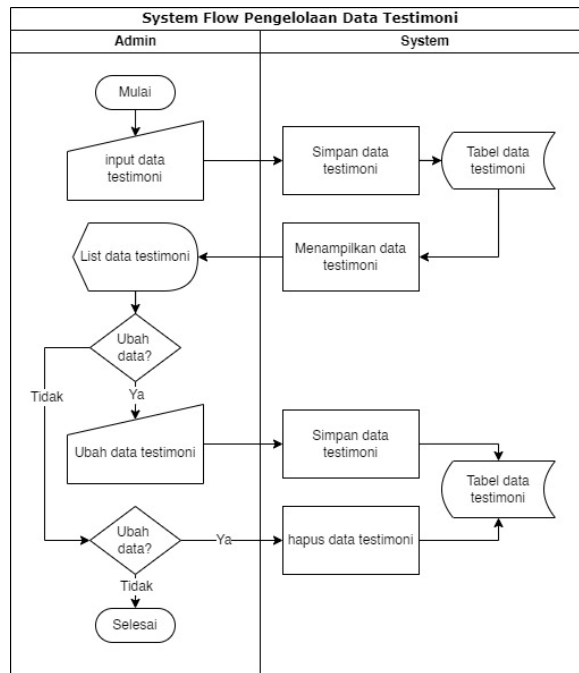 System Flow Pengelolaan Data Testimoni
Admin
System
Mulai
input data
testimoni
Simpan data
testimoni
Tabel data
testimoni
List data testimoni
Menampilkan data
testimoni
Ubah
data?
Tidak
Ya
Ubah data testimoni
Simpan data
testimoni
Tabel data
testimoni
Ubah
data?
Ya
hapus data testimoni
Tidak
Selesai